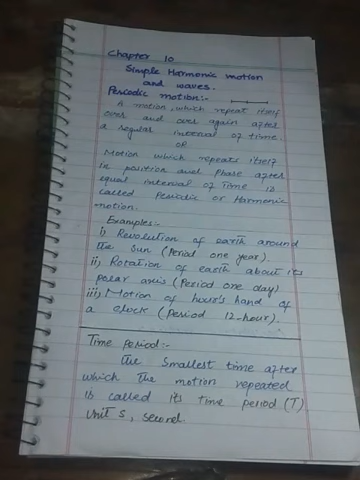 Chapter 10
Simple Harmonic motion
and waves.
Periodic motion:-
A motion, which repeat itself
over and over again after
a regular interval of time.
OR
Motion which repeats itself
in position and phase after
equal interval of Time is
called Periodic or Harmonic
motion.
Examples:-
i) Revolution of earth around
the Sun (Period one year).
ii, Rotation of earth about its
polar axis (Period one day)
iii, Motion of hour's hand of
a clock (Period 12-hour).
Time period:-
The Smallest time after
which the motion repeated
is called its time period (T)
Unit S, second.